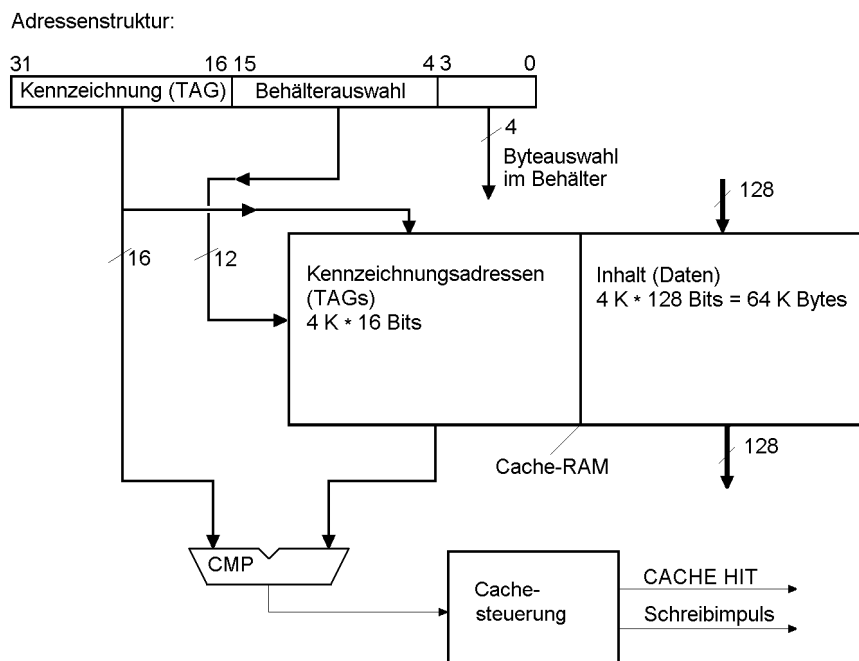 Adressenstruktur:
31 16 15 4 3 0
Kennzeichnung (TAG) Behälterauswahl
4
Byteauswahl
im Behälter
128
16 12
Kennzeichnungsadressen
(TAGs)
4 K * 16 Bits
Inhalt (Daten)
4 K * 128 Bits = 64 K Bytes
Cache-RAM
128
CMP
Cache-
steuerung
CACHE HIT
Schreibimpuls